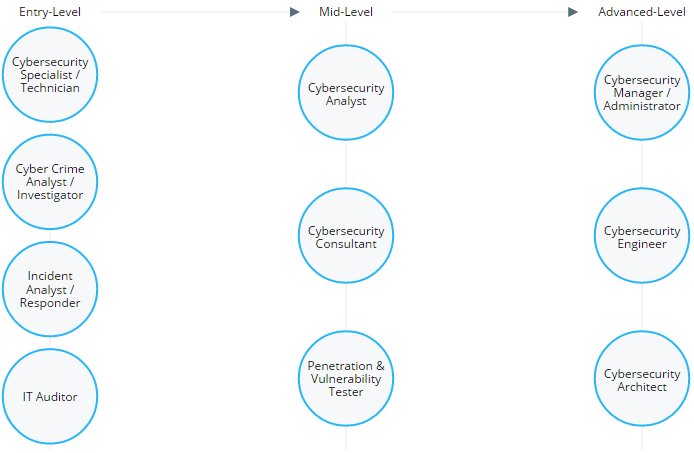 Entry-Level
Mid-Level
Advanced-Level
Cybersecurity
Specialist /
Technician
Cyber Crime
Analyst /
Investigator
Incident
Analyst /
Responder
IT Auditor
Cybersecurity
Analyst
Cybersecurity
Consultant
Penetration &
Vulnerability
Tester
Cybersecurity
Manager /
Administrator
Cybersecurity
Engineer
Cybersecurity
Architect